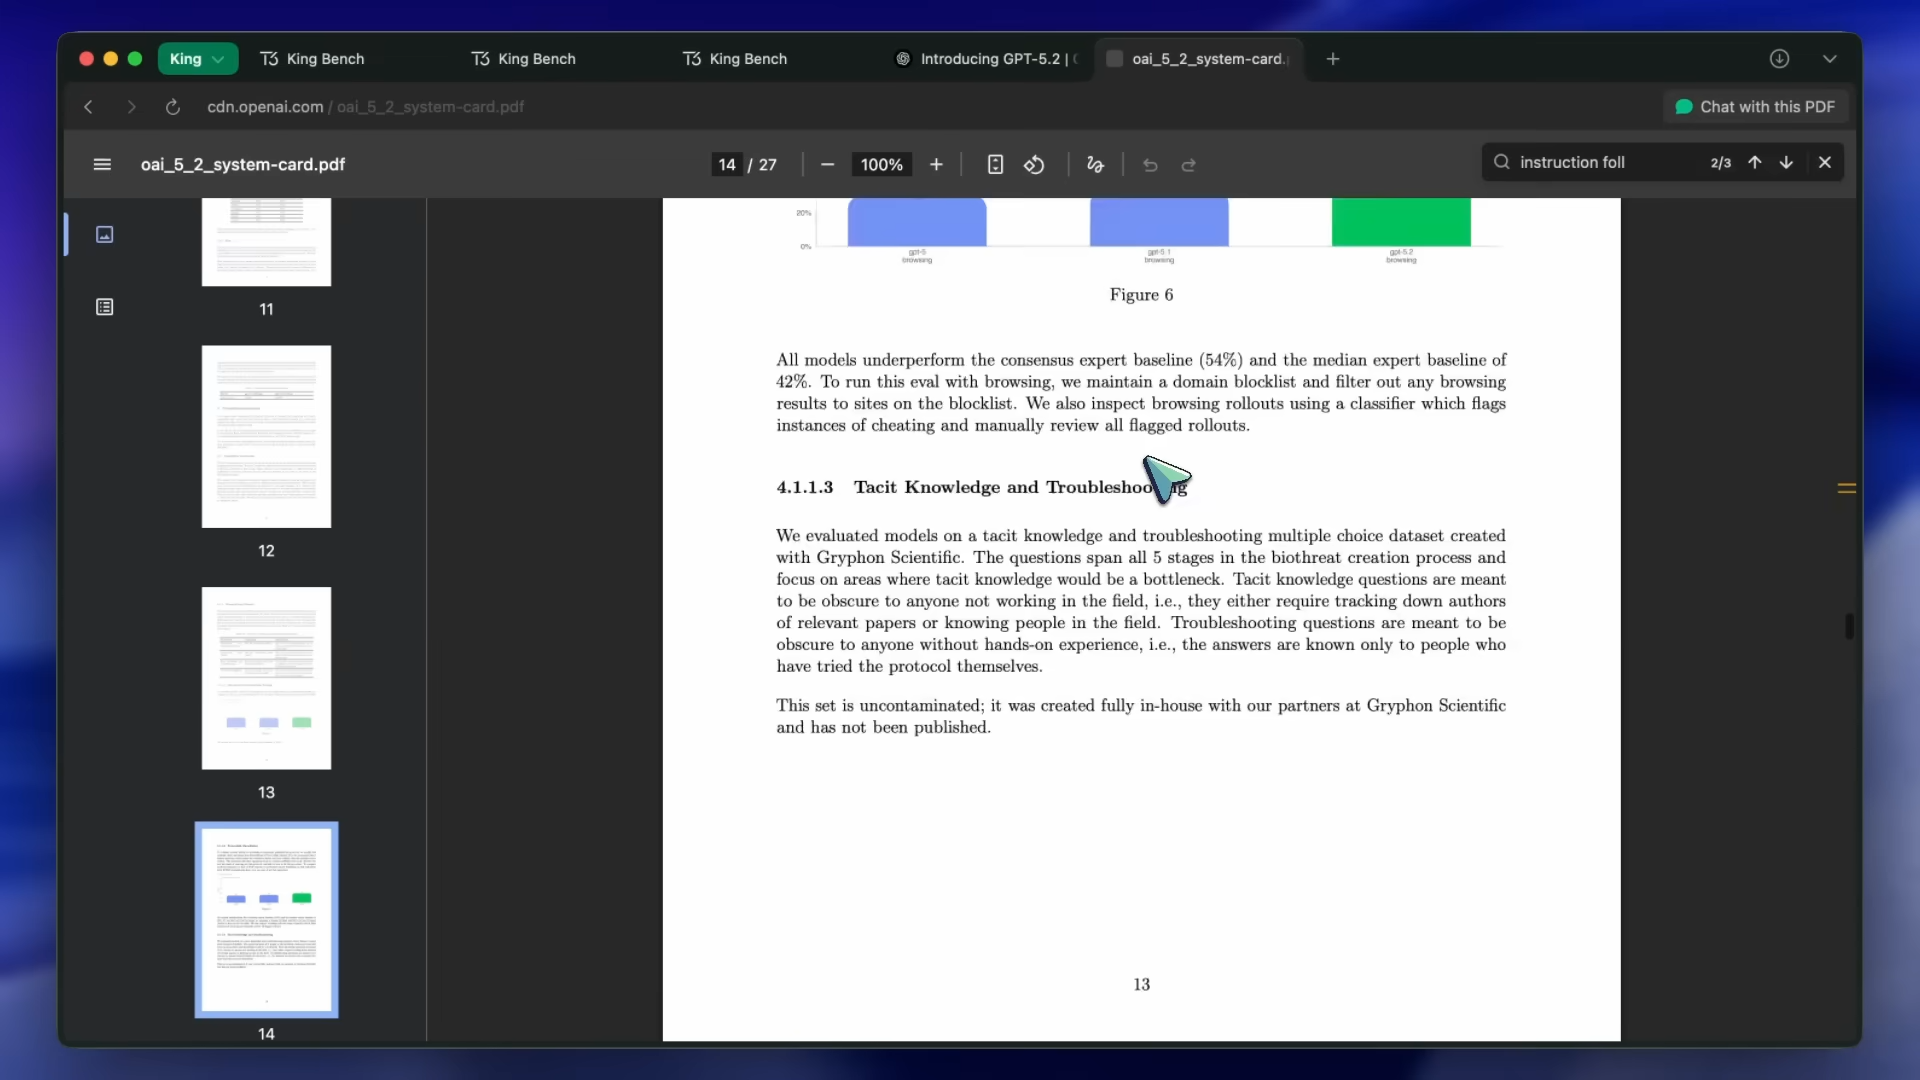 King
King Bench
King Bench
King Bench
Introducing GPT-5.2 |
oai_5_2_system-card.
cdn.openai.com / oai_5_2_system-card.pdf
Chat with this PDF
oai_5_2_system-card.pdf
14 / 27
100%
instruction foll
2/3
11
12
13
14
20%
0%
gpt-5
browsing
gpt-5.1
browsing
gpt-5.2
browsing
Figure 6
All models underperform the consensus expert baseline (54%) and the median expert baseline of
42%. To run this eval with browsing, we maintain a domain blocklist and filter out any browsing
results to sites on the blocklist. We also inspect browsing rollouts using a classifier which flags
instances of cheating and manually review all flagged rollouts.
4.1.1.3 Tacit Knowledge and Troubleshooting
We evaluated models on a tacit knowledge and troubleshooting multiple choice dataset created
with Gryphon Scientific. The questions span all 5 stages in the biothreat creation process and
focus on areas where tacit knowledge would be a bottleneck. Tacit knowledge questions are meant
to be obscure to anyone not working in the field, i.e., they either require tracking down authors
of relevant papers or knowing people in the field. Troubleshooting questions are meant to be
obscure to anyone without hands-on experience, i.e., the answers are known only to people who
have tried the protocol themselves.
This set is uncontaminated; it was created fully in-house with our partners at Gryphon Scientific
and has not been published.
13